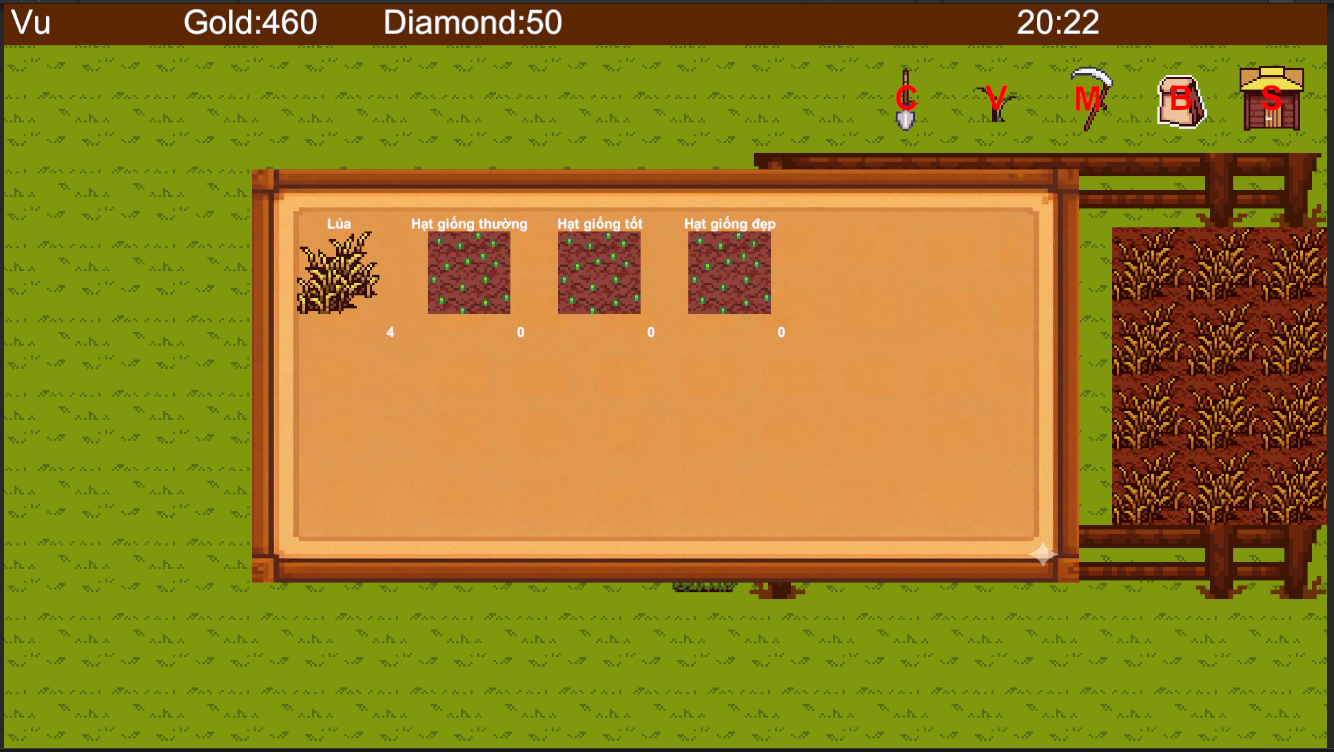 Vu Gold:460 Diamond:50 20:22
C V M B S
Lúa Hạt giống thường Hạt giống tốt Hạt giống đẹp
4 0 0 0